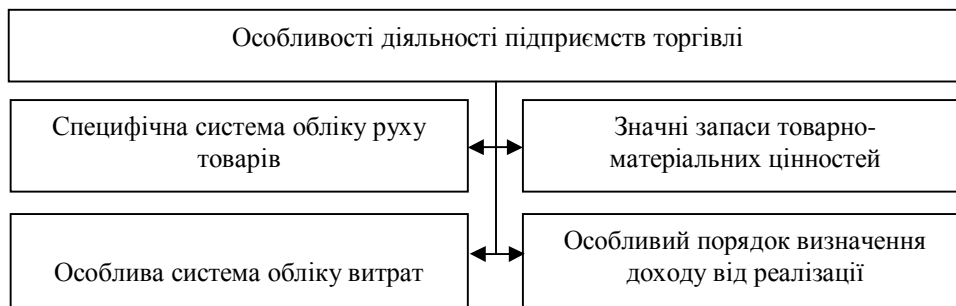 Особливості діяльності підприємств торгівлі
Специфічна система обліку руху
товарів
Значні запаси товарно-
матеріальних цінностей
Особлива система обліку витрат
Особливий порядок визначення
доходу від реалізації